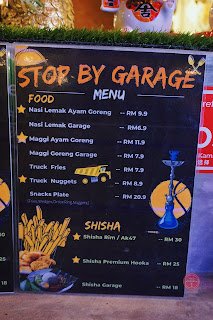 STOP BY GARAGE
MENU
FOOD
Nasi Lemak Ayam Goreng -- RM 9.9
Nasi Lemak Garage -- RM6.9
Maggi Ayam Goreng -- RM 11.9
Maggi Goreng Garage -- RM 7.9
Truck Fries -- RM 7.9
Truck Nuggets -- RM 8.9
Snacks Plate -- RM 20.9
SHISHA
Shisha Rim / Ak47 -- RM 30
Shisha Premium Hooka -- RM 25
Shisha Garage -- RM 18